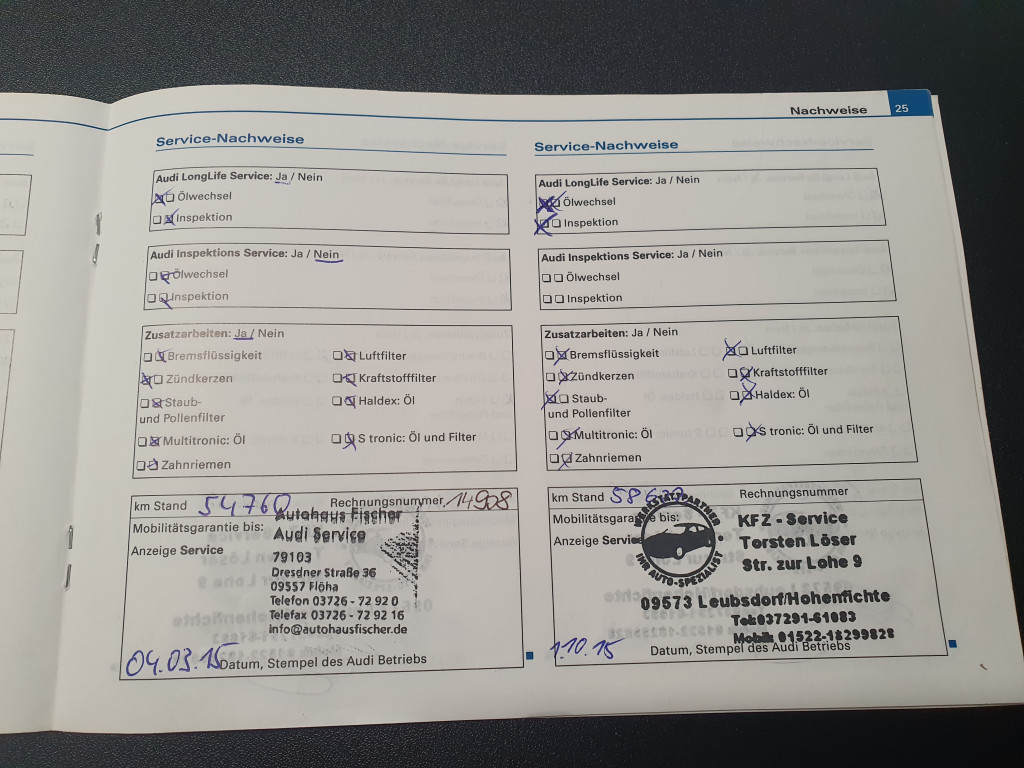 Nachweise 25
Service-Nachweise
Audi LongLife Service: Ja / Nein
Ölwechsel
Inspektion
Audi Inspektions Service: Ja / Nein
Ölwechsel
Inspektion
Zusatzarbeiten: Ja / Nein
Bremsflüssigkeit
Luftfilter
Zündkerzen
Kraftstofffilter
Staub-
und Pollenfilter
Haldex: Öl
Multitronic: Öl
S tronic: Öl und Filter
Zahnriemen
km Stand 54760 Rechnungsnummer 14908
Mobilitätsgarantie bis:
Anzeige Service
Autohaus Fischer
Audi Service
79103
Dresdner Straße 36
09557 Flöha
Telefon 03726 - 72 92 0
Telefax 03726 - 72 92 16
info@autohausfischer.de
04.03.15 Datum, Stempel des Audi Betriebs
Service-Nachweise
Audi LongLife Service: Ja / Nein
Ölwechsel
Inspektion
Audi Inspektions Service: Ja / Nein
Ölwechsel
Inspektion
Zusatzarbeiten: Ja / Nein
Bremsflüssigkeit
Luftfilter
Zündkerzen
Kraftstofffilter
Staub-
und Pollenfilter
Haldex: Öl
Multitronic: Öl
S tronic: Öl und Filter
Zahnriemen
km Stand Rechnungsnummer
Mobilitätsgarantie bis:
Anzeige Service
WERKSTATTPARTNER
IHR AUTO-SPEZIALIST
KFZ - Service
Torsten Löser
Str. zur Lohe 9
09573 Leubsdorf/Hohenfichte
Tel: 037291-61083
Mobil: 01522-18299828
1.10.15 Datum, Stempel des Audi Betriebs